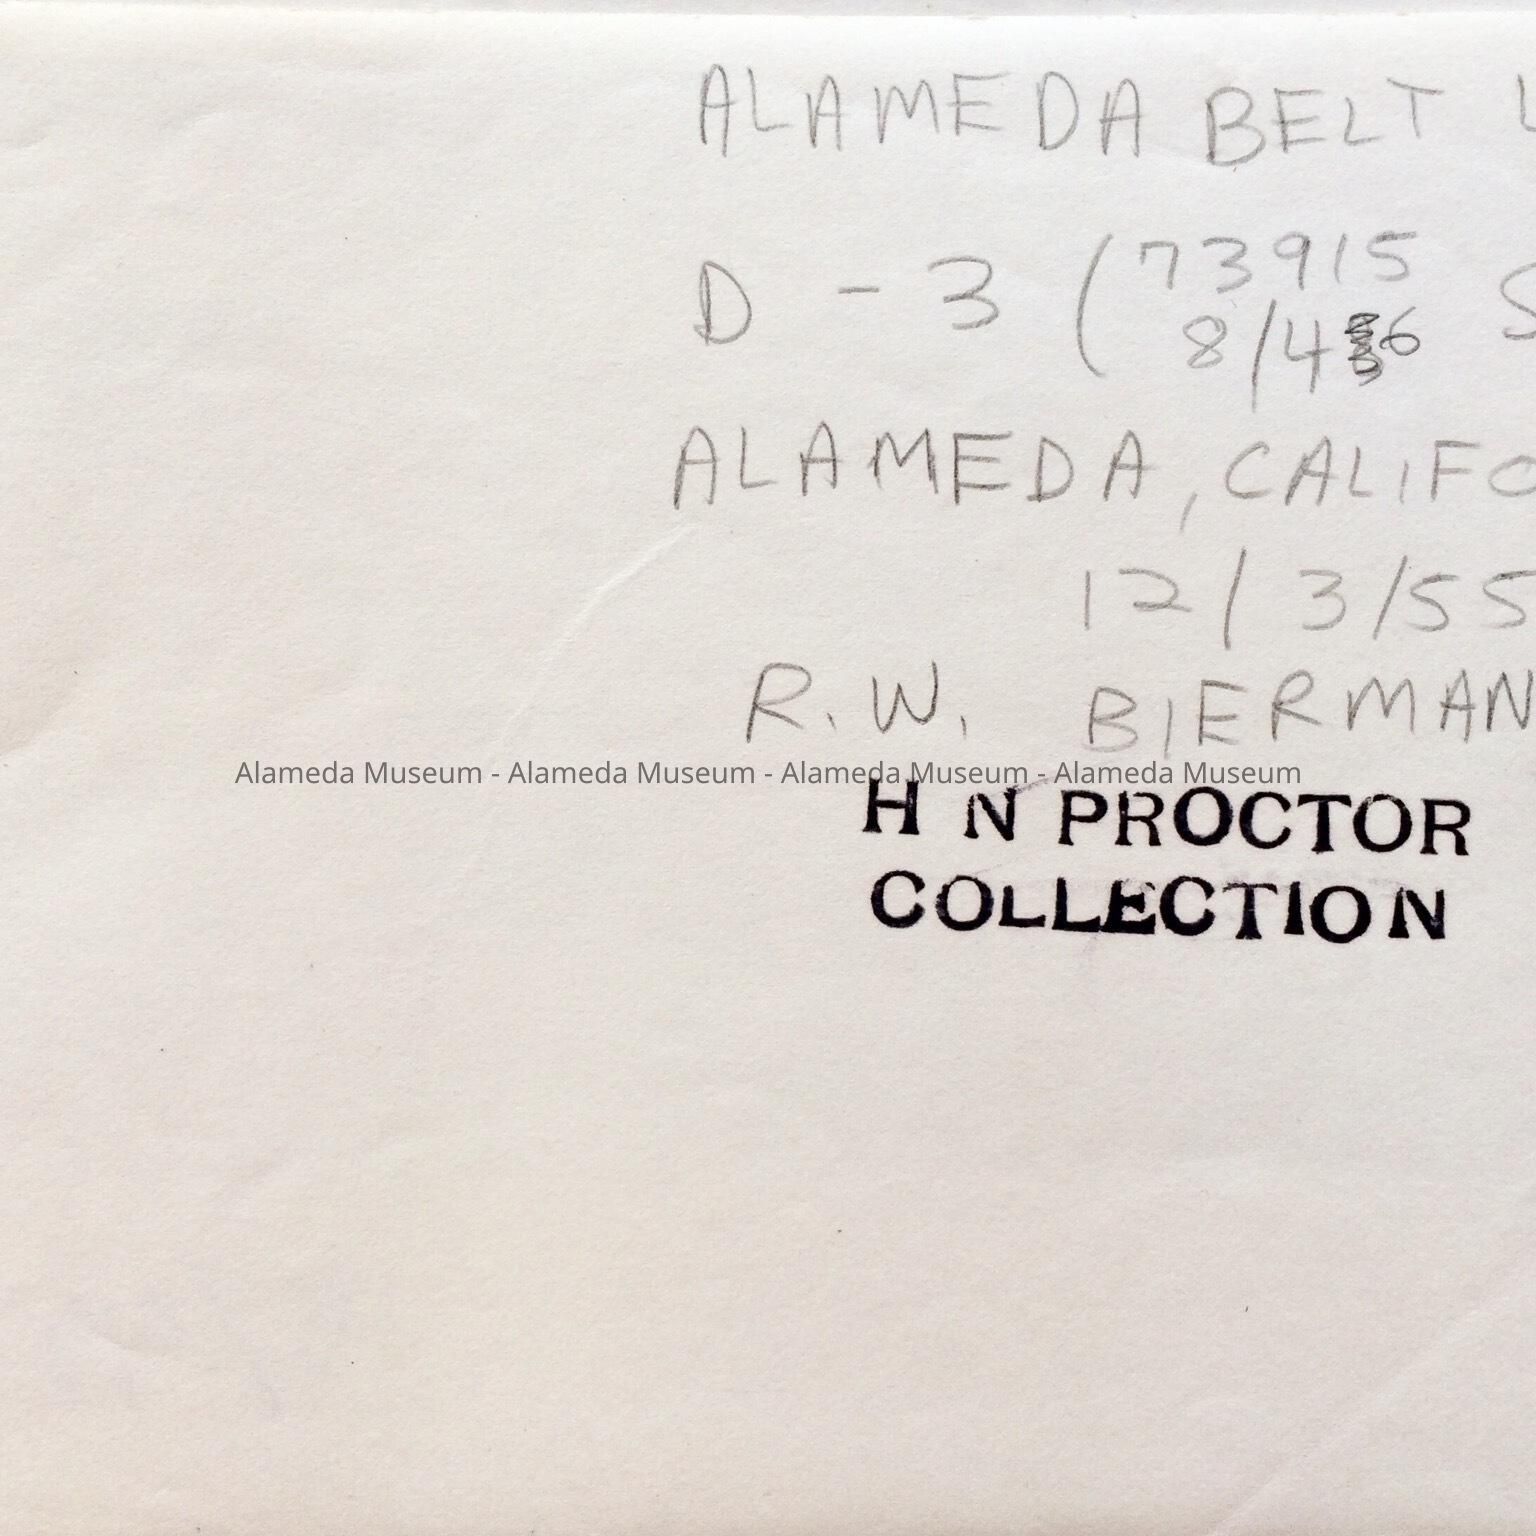 ALAMEDA BELT L
D - 3 ( 73915 S
8/46
ALAMEDA, CALIFO
12/3/55
R.W. BIERMAN
Alameda Museum - Alameda Museum - Alameda Museum - Alameda Museum
H N PROCTOR
COLLECTION